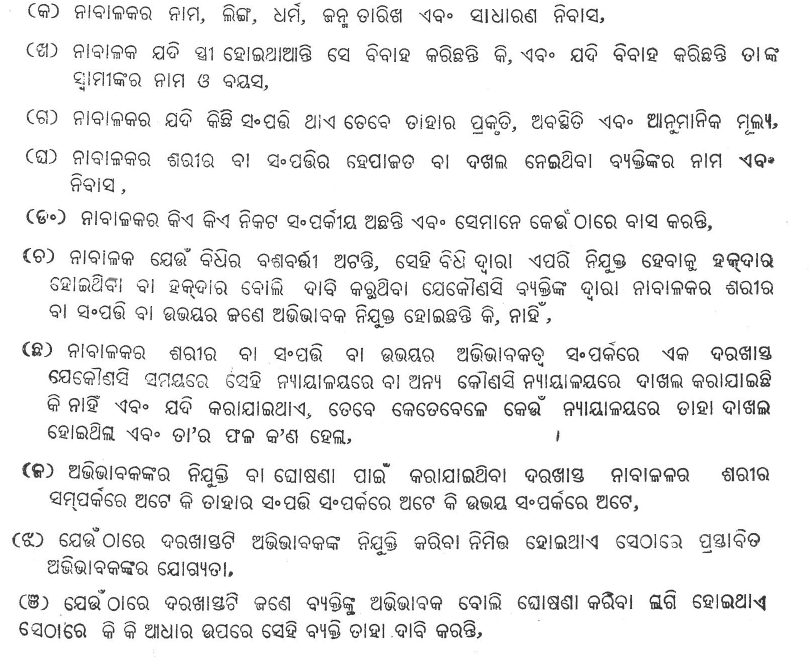 (କ) ନାବାଳକର ନାମ, ଲିଙ୍ଗ, ଧର୍ମ, ଜନ୍ମ ତାରିଖ ଏବଂ ସାଧାରଣ ନିବାସ,
(ଖ) ନାବାଳକ ଯଦି ସ୍ତ୍ରୀ ହୋଇଥାଆନ୍ତି ସେ ବିବାହ କରିଛନ୍ତି କି, ଏବଂ ଯଦି ବିବାହ କରିଛନ୍ତି ତାଙ୍କ
ସ୍ୱାମୀଙ୍କର ନାମ ଓ ବୟସ,
(ଗ) ନାବାଳକର ଯଦି କିଛି ସଂପତ୍ତି ଥାଏ ତେବେ ତାହାର ପ୍ରକୃତି, ଅବସ୍ଥିତି ଏବଂ ଆନୁମାନିକ ମୂଲ୍ୟ,
(ଘ) ନାବାଳକର ଶରୀର ବା ସଂପତ୍ତିର ହେପାଜତ ବା ଦଖଲ ନେଇଥିବା ବ୍ୟକ୍ତିଙ୍କର ନାମ ଏବଂ
ନିବାସ,
(ଡ଼ଂ) ନାବାଳକର କିଏ କିଏ ନିକଟ ସଂପର୍କୀୟ ଅଛନ୍ତି ଏବଂ ସେମାନେ କେଉଁଠାରେ ବାସ କରନ୍ତି,
(ଚ) ନାବାଳକ ଯେଉଁ ବିଧିର ବଶବର୍ତ୍ତୀ ଅଟନ୍ତି, ସେହି ବିଧି ଦ୍ୱାରା ଏପରି ନିଯୁକ୍ତ ହେବାକୁ ହକ୍‌ଦାର
ହୋଇଥିବା ବା ହକ୍‌ଦାର ବୋଲି ଦାବି କରୁଥିବା ଯେକୌଣସି ବ୍ୟକ୍ତିଙ୍କ ଦ୍ୱାରା ନାବାଳକର ଶରୀର
ବା ସଂପତ୍ତି ବା ଉଭୟର ଜଣେ ଅଭିଭାବକ ନିଯୁକ୍ତ ହୋଇଛନ୍ତି କି, ନାହିଁ,
(ଛ) ନାବାଳକର ଶରୀର ବା ସଂପତ୍ତି ବା ଉଭୟର ଅଭିଭାବକତ୍ୱ ସଂପର୍କରେ ଏକ ଦରଖାସ୍ତ
ଯେକୌଣସି ସମୟରେ ସେହି ନ୍ୟାୟାଳୟରେ ବା ଅନ୍ୟ କୌଣସି ନ୍ୟାୟାଳୟରେ ଦାଖଲ କରାଯାଇଛି
କି ନାହିଁ ଏବଂ ଯଦି କରାଯାଇଥାଏ, ତେବେ କେତେବେଳେ କେଉଁ ନ୍ୟାୟାଳୟରେ ତାହା ଦାଖଲ
ହୋଇଥିଲା ଏବଂ ତା'ର ଫଳ କ'ଣ ହେଲା,
(ଜ) ଅଭିଭାବକଙ୍କର ନିଯୁକ୍ତି ବା ଘୋଷଣା ପାଇଁ କରାଯାଇଥିବା ଦରଖାସ୍ତ ନାବାଳଳର ଶରୀର
ସମ୍ପର୍କରେ ଅଟେ କି ତାହାର ସଂପତ୍ତି ସଂପର୍କରେ ଅଟେ କି ଉଭୟ ସଂପର୍କରେ ଅଟେ,
(ଝ) ଯେଉଁଠାରେ ଦରଖାସ୍ତଟି ଅଭିଭାବକଙ୍କ ନିଯୁକ୍ତି କରିବା ନିମିତ୍ତ ହୋଇଥାଏ ସେଠାରେ ପ୍ରସ୍ତାବିତ
ଅଭିଭାବକଙ୍କର ଯୋଗ୍ୟତା.
(ଞ) ଯେଉଁଠାରେ ଦରଖାସ୍ତଟି ଜଣେ ବ୍ୟକ୍ତିଙ୍କୁ ଅଭିଭାବକ ବୋଲି ଘୋଷଣା କରିବା ଲାଗି ହୋଇଥାଏ
ସେଠାରେ କି କି ଆଧାର ଉପରେ ସେହି ବ୍ୟକ୍ତି ତାହା ଦାବି କରନ୍ତି,